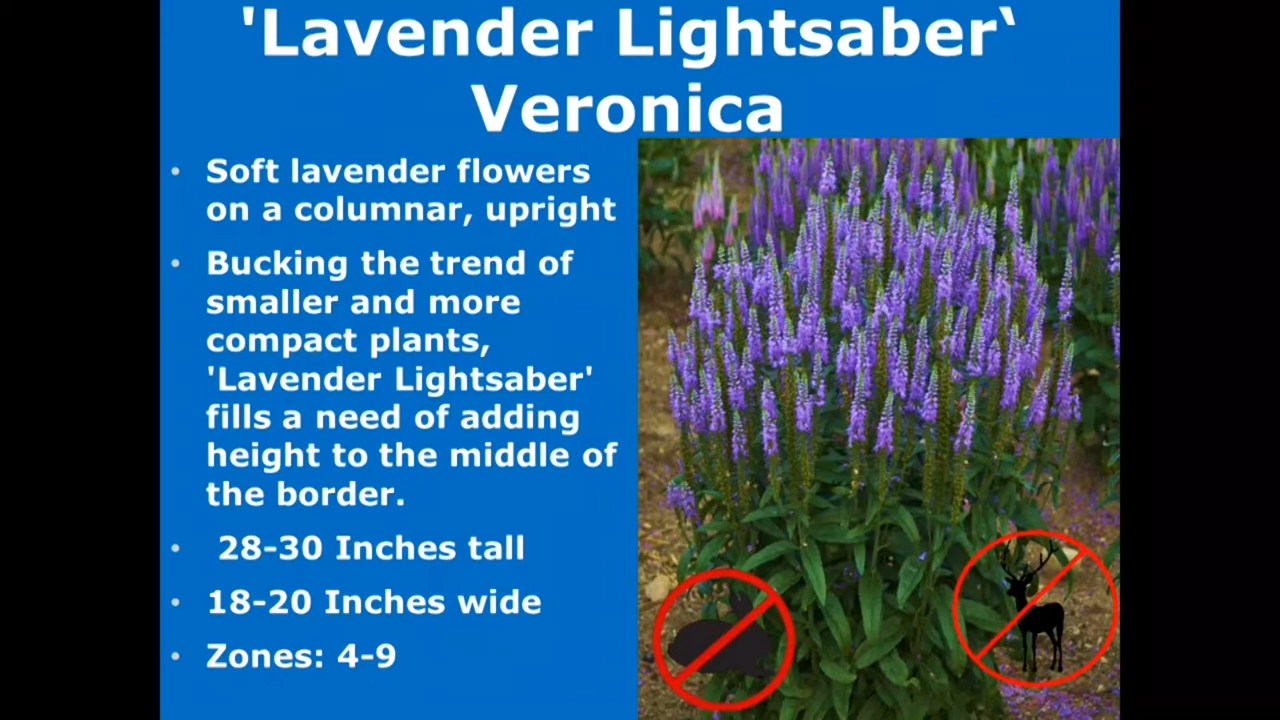 'Lavender Lightsaber‘
Veronica
• Soft lavender flowers
on a columnar, upright
• Bucking the trend of
smaller and more
compact plants,
'Lavender Lightsaber'
fills a need of adding
height to the middle of
the border.
• 28-30 Inches tall
• 18-20 Inches wide
• Zones: 4-9